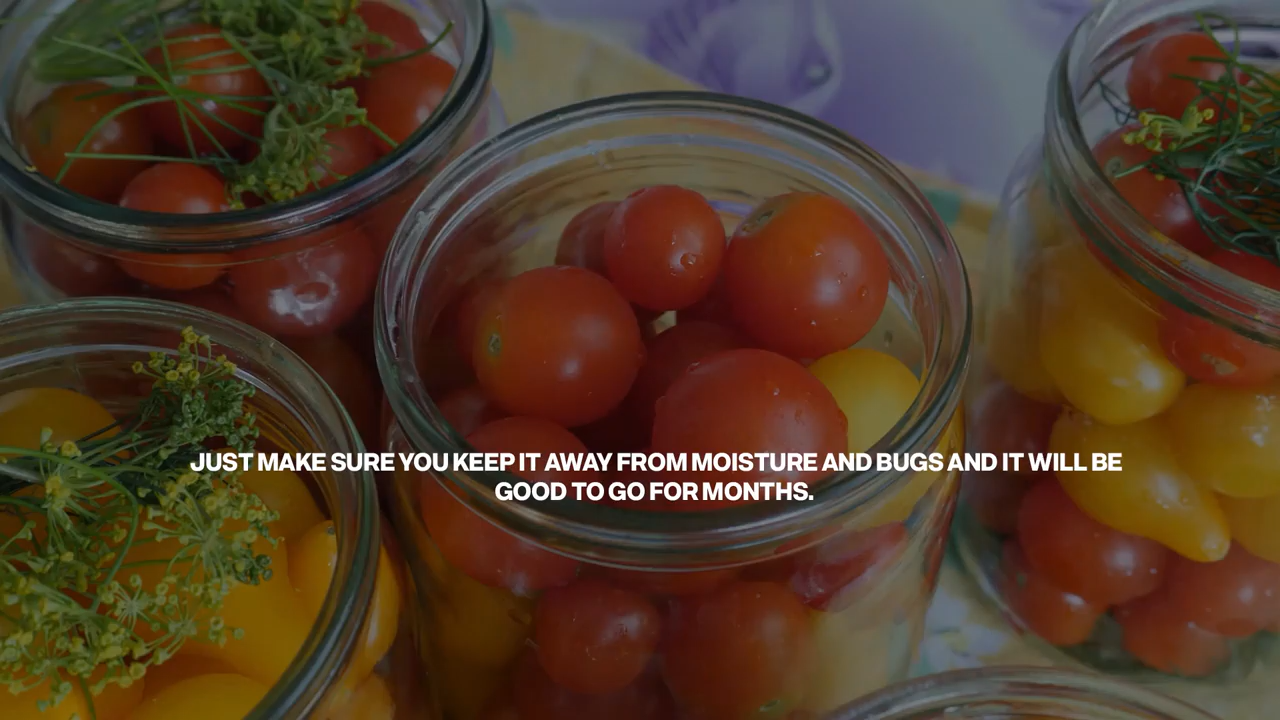 JUST MAKE SURE YOU KEEP IT AWAY FROM MOISTURE AND BUGS AND IT WILL BE
GOOD TO GO FOR MONTHS.